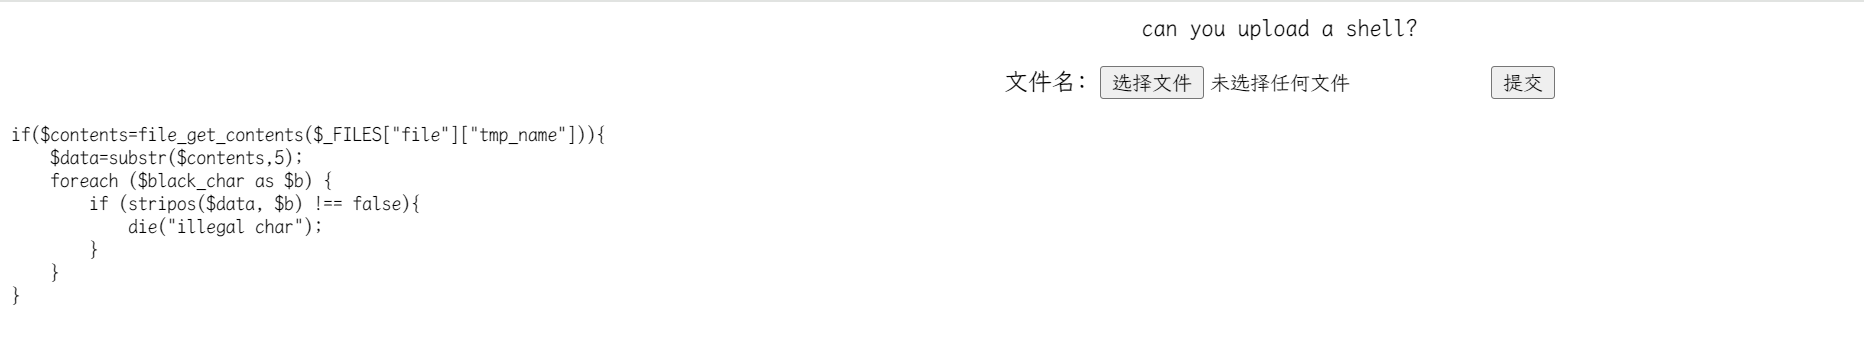 can you upload a shell?
文件名: 选择文件 未选择任何文件 提交
if($contents=file_get_contents($_FILES["file"]["tmp_name"])){
    $data=substr($contents,5);
    foreach ($black_char as $b) {
        if (stripos($data, $b) !== false){
            die("illegal char");
        }
    }
}